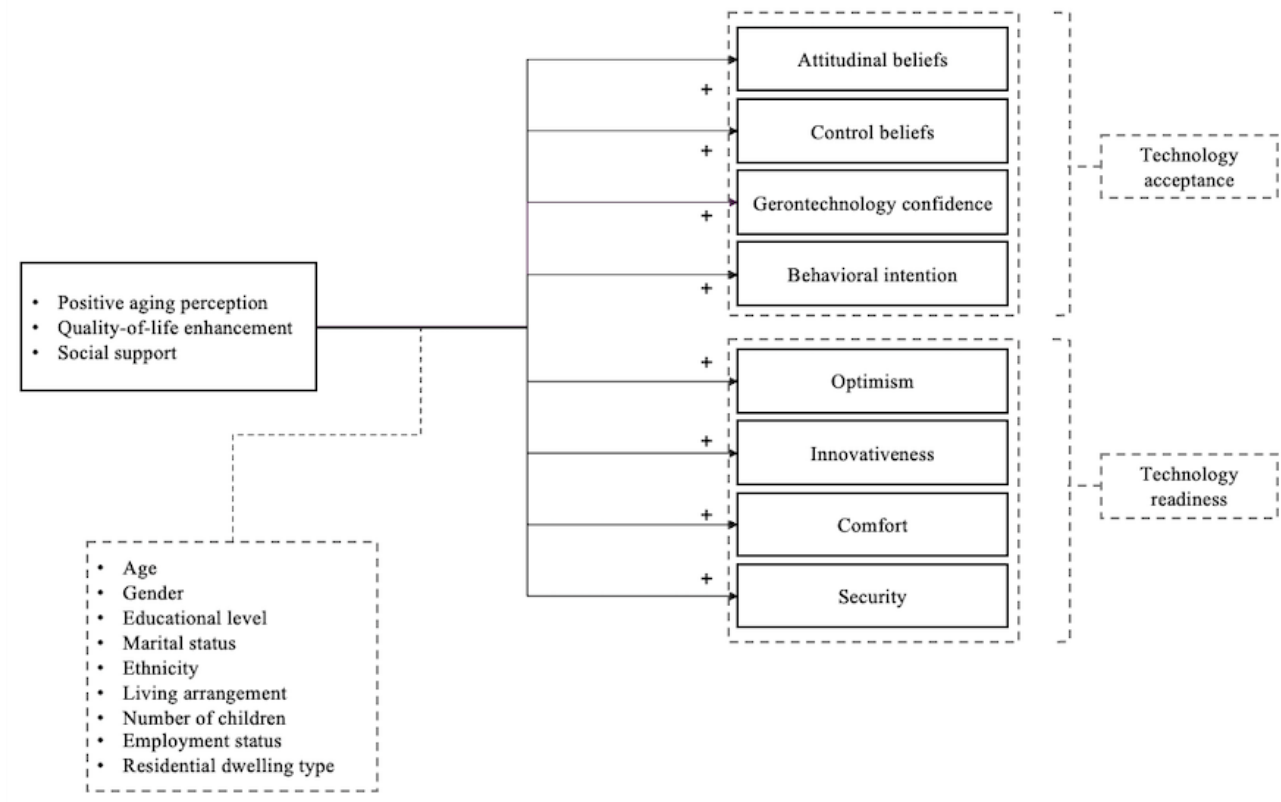 Attitudinal beliefs
+
Control beliefs
+
Gerontechnology confidence
+
Behavioral intention
+
Technology
acceptance
• Positive aging perception
• Quality-of-life enhancement
• Social support
+
Optimism
+
Innovativeness
+
Comfort
+
Security
Technology
readiness
• Age
• Gender
• Educational level
• Marital status
• Ethnicity
• Living arrangement
• Number of children
• Employment status
• Residential dwelling type